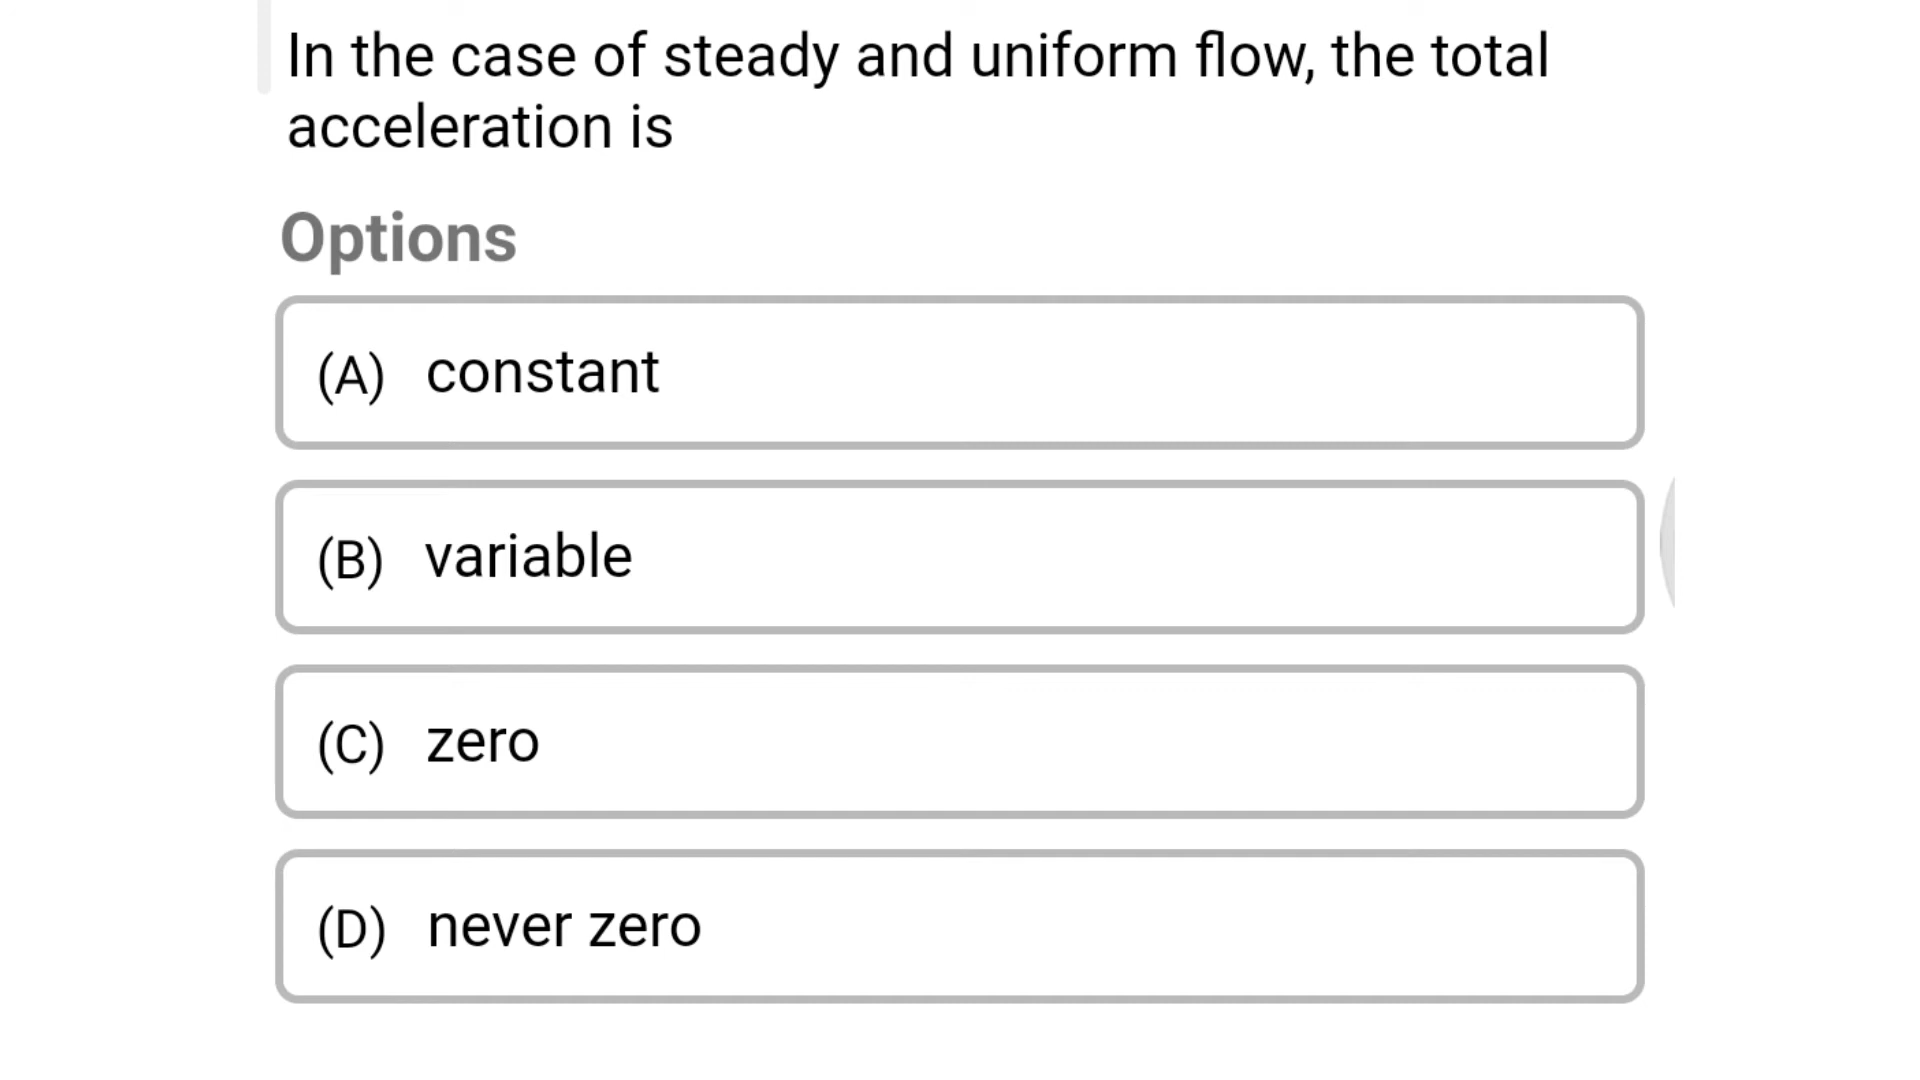 In the case of steady and uniform flow, the total
acceleration is
Options
(A) constant
(B) variable
(C) zero
(D) never zero